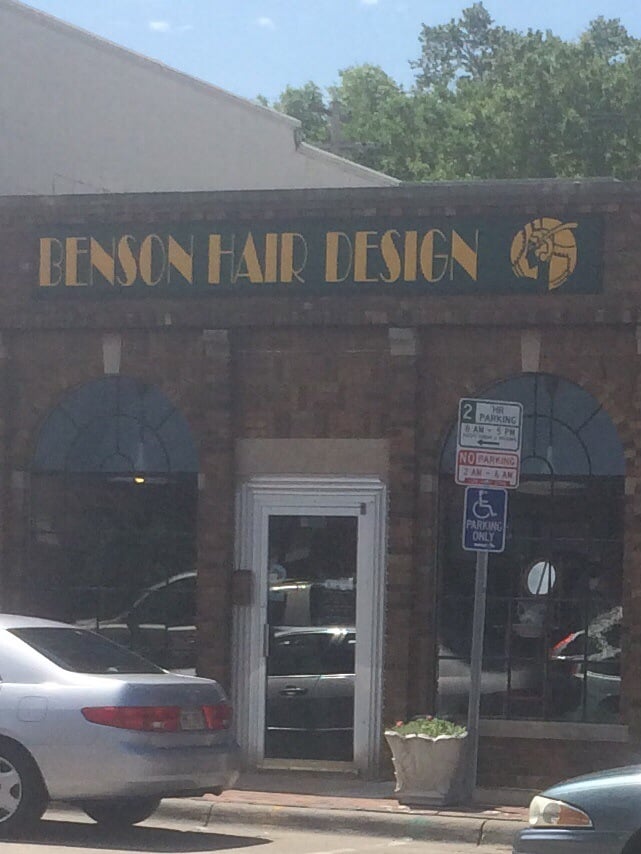 BENSON HAIR DESIGN
2 HR
PARKING
8 AM - 5 PM
NO PARKING
2 AM - 6 AM
PARKING
ONLY